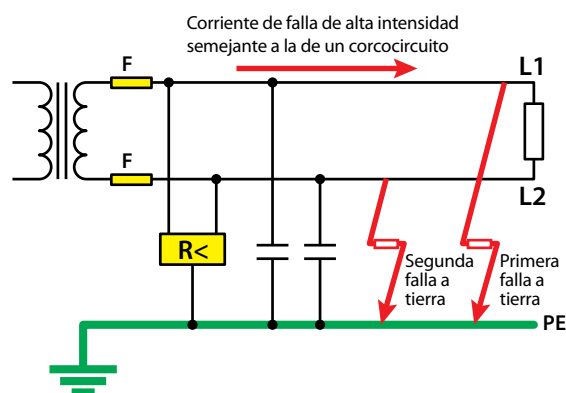 Corriente de falla de alta intensidad
semejante a la de un corcocircuito
F
L1
F
L2
R<
Segunda
falla a
tierra
Primera
falla a
tierra
PE